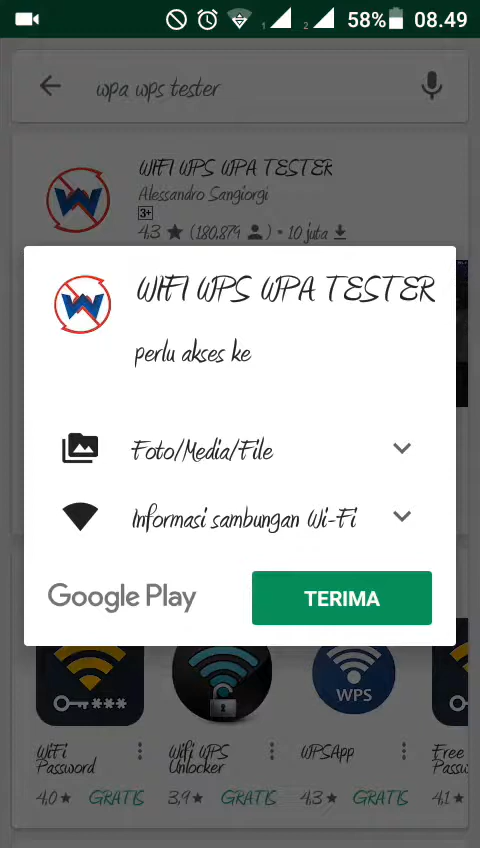 1 2 58% 08.49
wpa wps tester
WIFI WPS WPA TESTER
Alessandro Sangiorgi
3+
4,3 ★ (180,879) • 10 juta
WIFI WPS WPA TESTER
perlu akses ke
Foto/Media/File
Informasi sambungan Wi-Fi
Google Play
TERIMA
***
WPS
WiFi Password
Wifi WPS Unlocker
WPSApp
Free
4,0 ★ GRATIS
3,9 ★ GRATIS
4,3 ★ GRATIS
4,1 ★